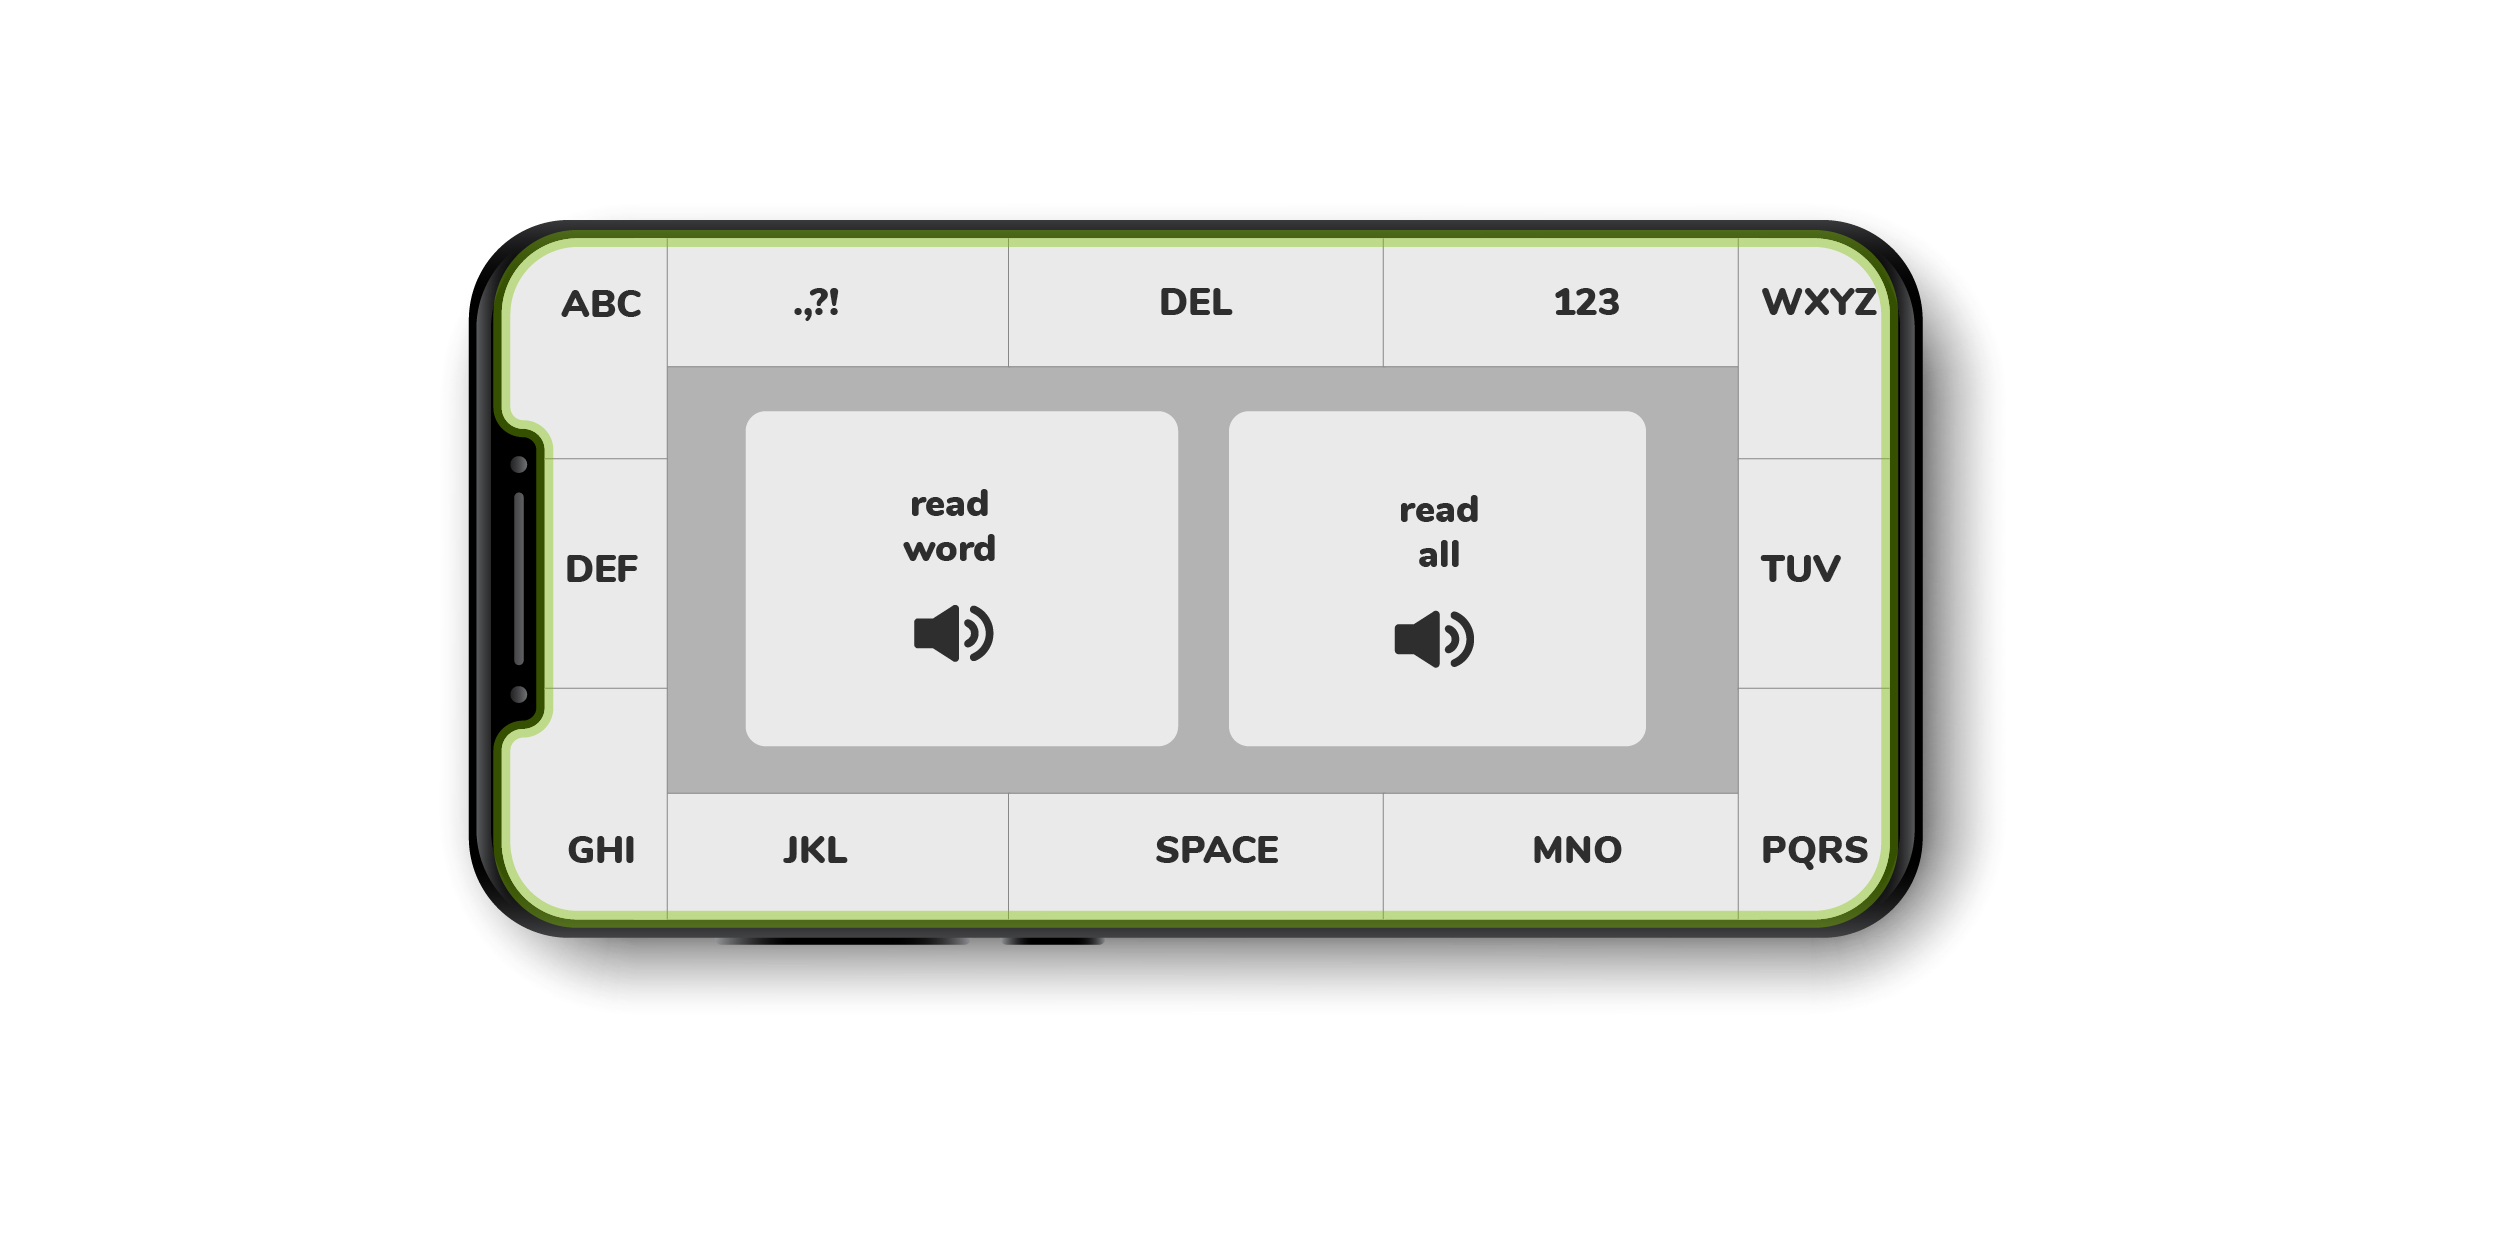 ABC
.,?!
DEL
123
WXYZ
read
word
read
all
DEF
TUV
GHI
JKL
SPACE
MNO
PQRS